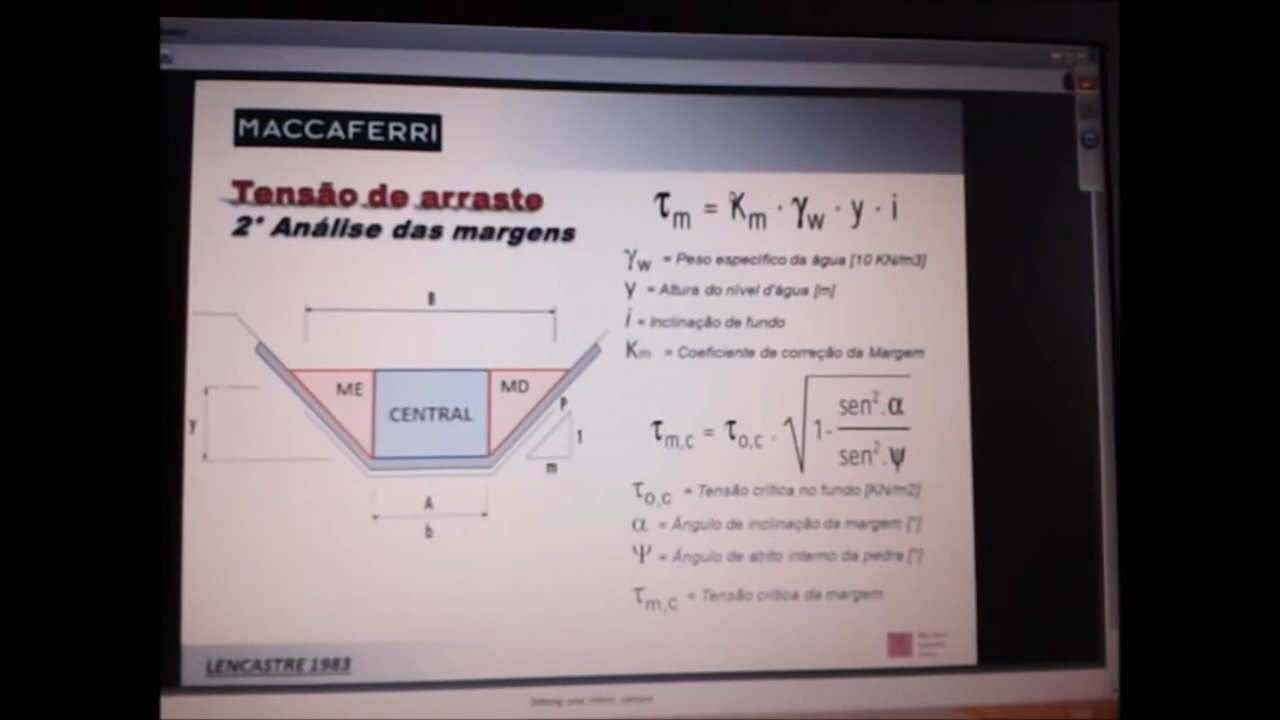 MACCAFERRI
Tensão de arraste
2° Análise das margens
B
ME
CENTRAL
MD
y
P
1
m
A
b
τm = Km · γw · y · i
γw = Peso específico da água [10 KN/m3]
y = Altura do nível d'água [m]
i = Inclinação de fundo
Km = Coeficiente de correção da Margem
τm,c = τo,c · √1- sen².α / sen².ψ
τo,c = Tensão crítica no fundo [KN/m2]
α = Ângulo de inclinação da margem [°]
Ψ = Ângulo de atrito interno da pedra [°]
τm,c = Tensão crítica da margem
LENCASTRE 1983